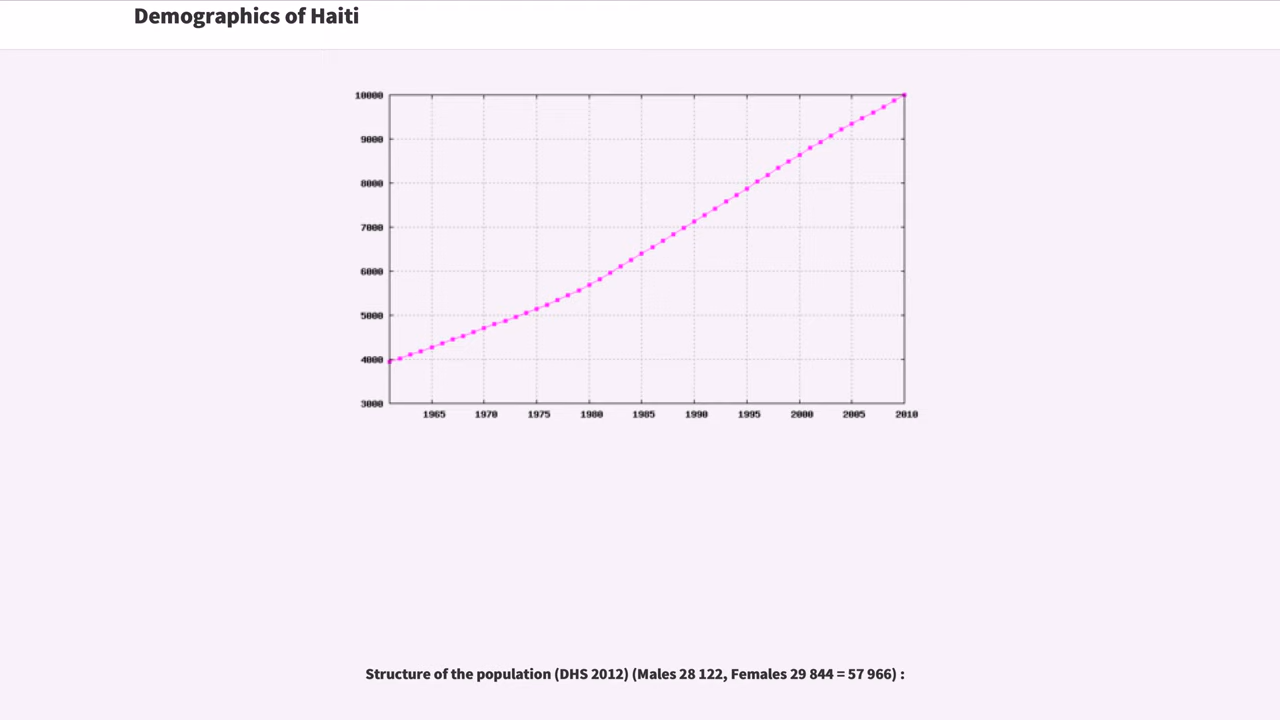 Demographics of Haiti
10000
9000
8000
7000
6000
5000
4000
3000
1965 1970 1975 1980 1985 1990 1995 2000 2005 2010
Structure of the population (DHS 2012) (Males 28 122, Females 29 844 = 57 966) :